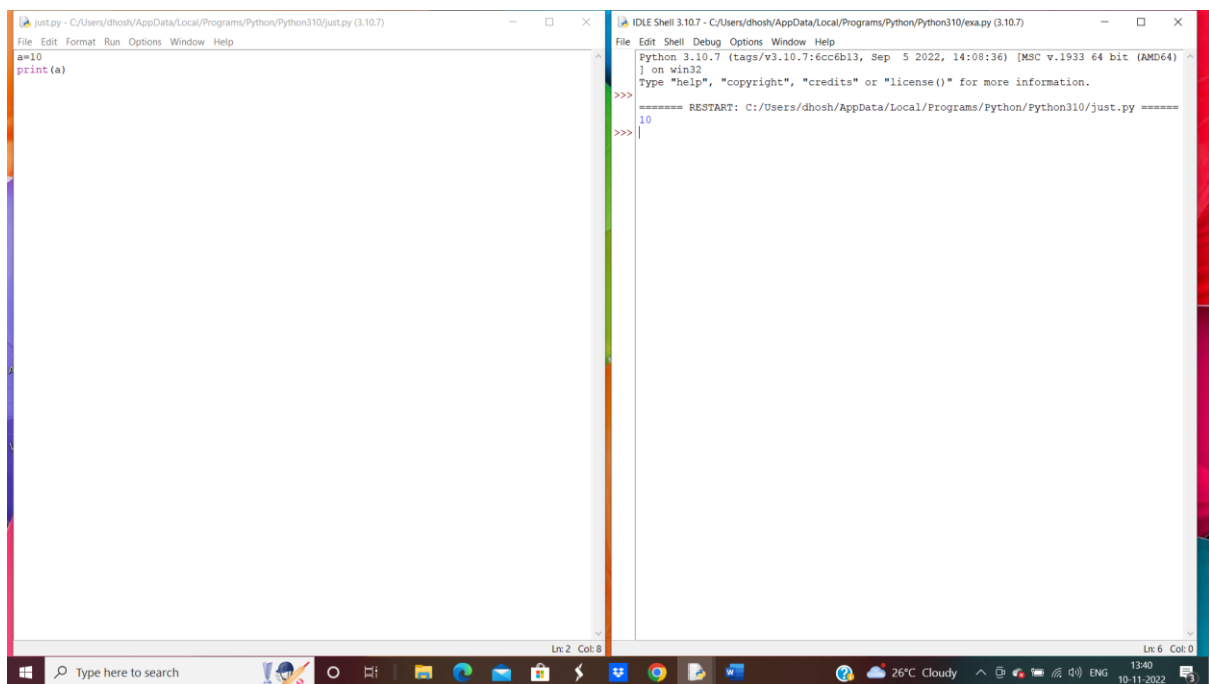 just.py - C:/Users/dhosh/AppData/Local/Programs/Python/Python310/just.py (3.10.7)
File Edit Format Run Options Window Help
a=10
print(a)
Ln: 2 Col: 8
IDLE Shell 3.10.7 - C:/Users/dhosh/AppData/Local/Programs/Python/Python310/exa.py (3.10.7)
File Edit Shell Debug Options Window Help
Python 3.10.7 (tags/v3.10.7:6cc6b13, Sep  5 2022, 14:08:36) [MSC v.1933 64 bit (AMD64)
] on win32
Type "help", "copyright", "credits" or "license()" for more information.
>>>
======= RESTART: C:/Users/dhosh/AppData/Local/Programs/Python/Python310/just.py ======
10
>>>
Ln: 6 Col: 0
Type here to search
26°C Cloudy
ENG
13:40
10-11-2022
3